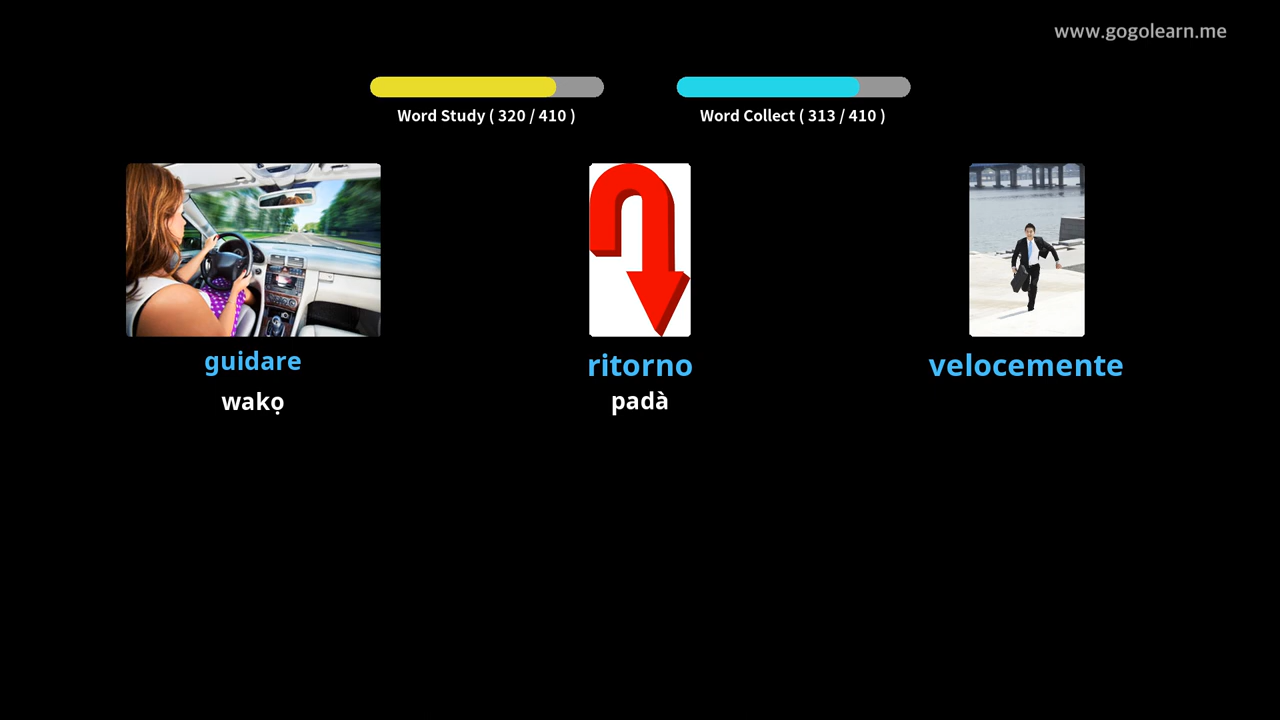 www.gogolearn.me
Word Study ( 320 / 410 )
Word Collect ( 313 / 410 )
guidare
wakọ
ritorno
padà
velocemente